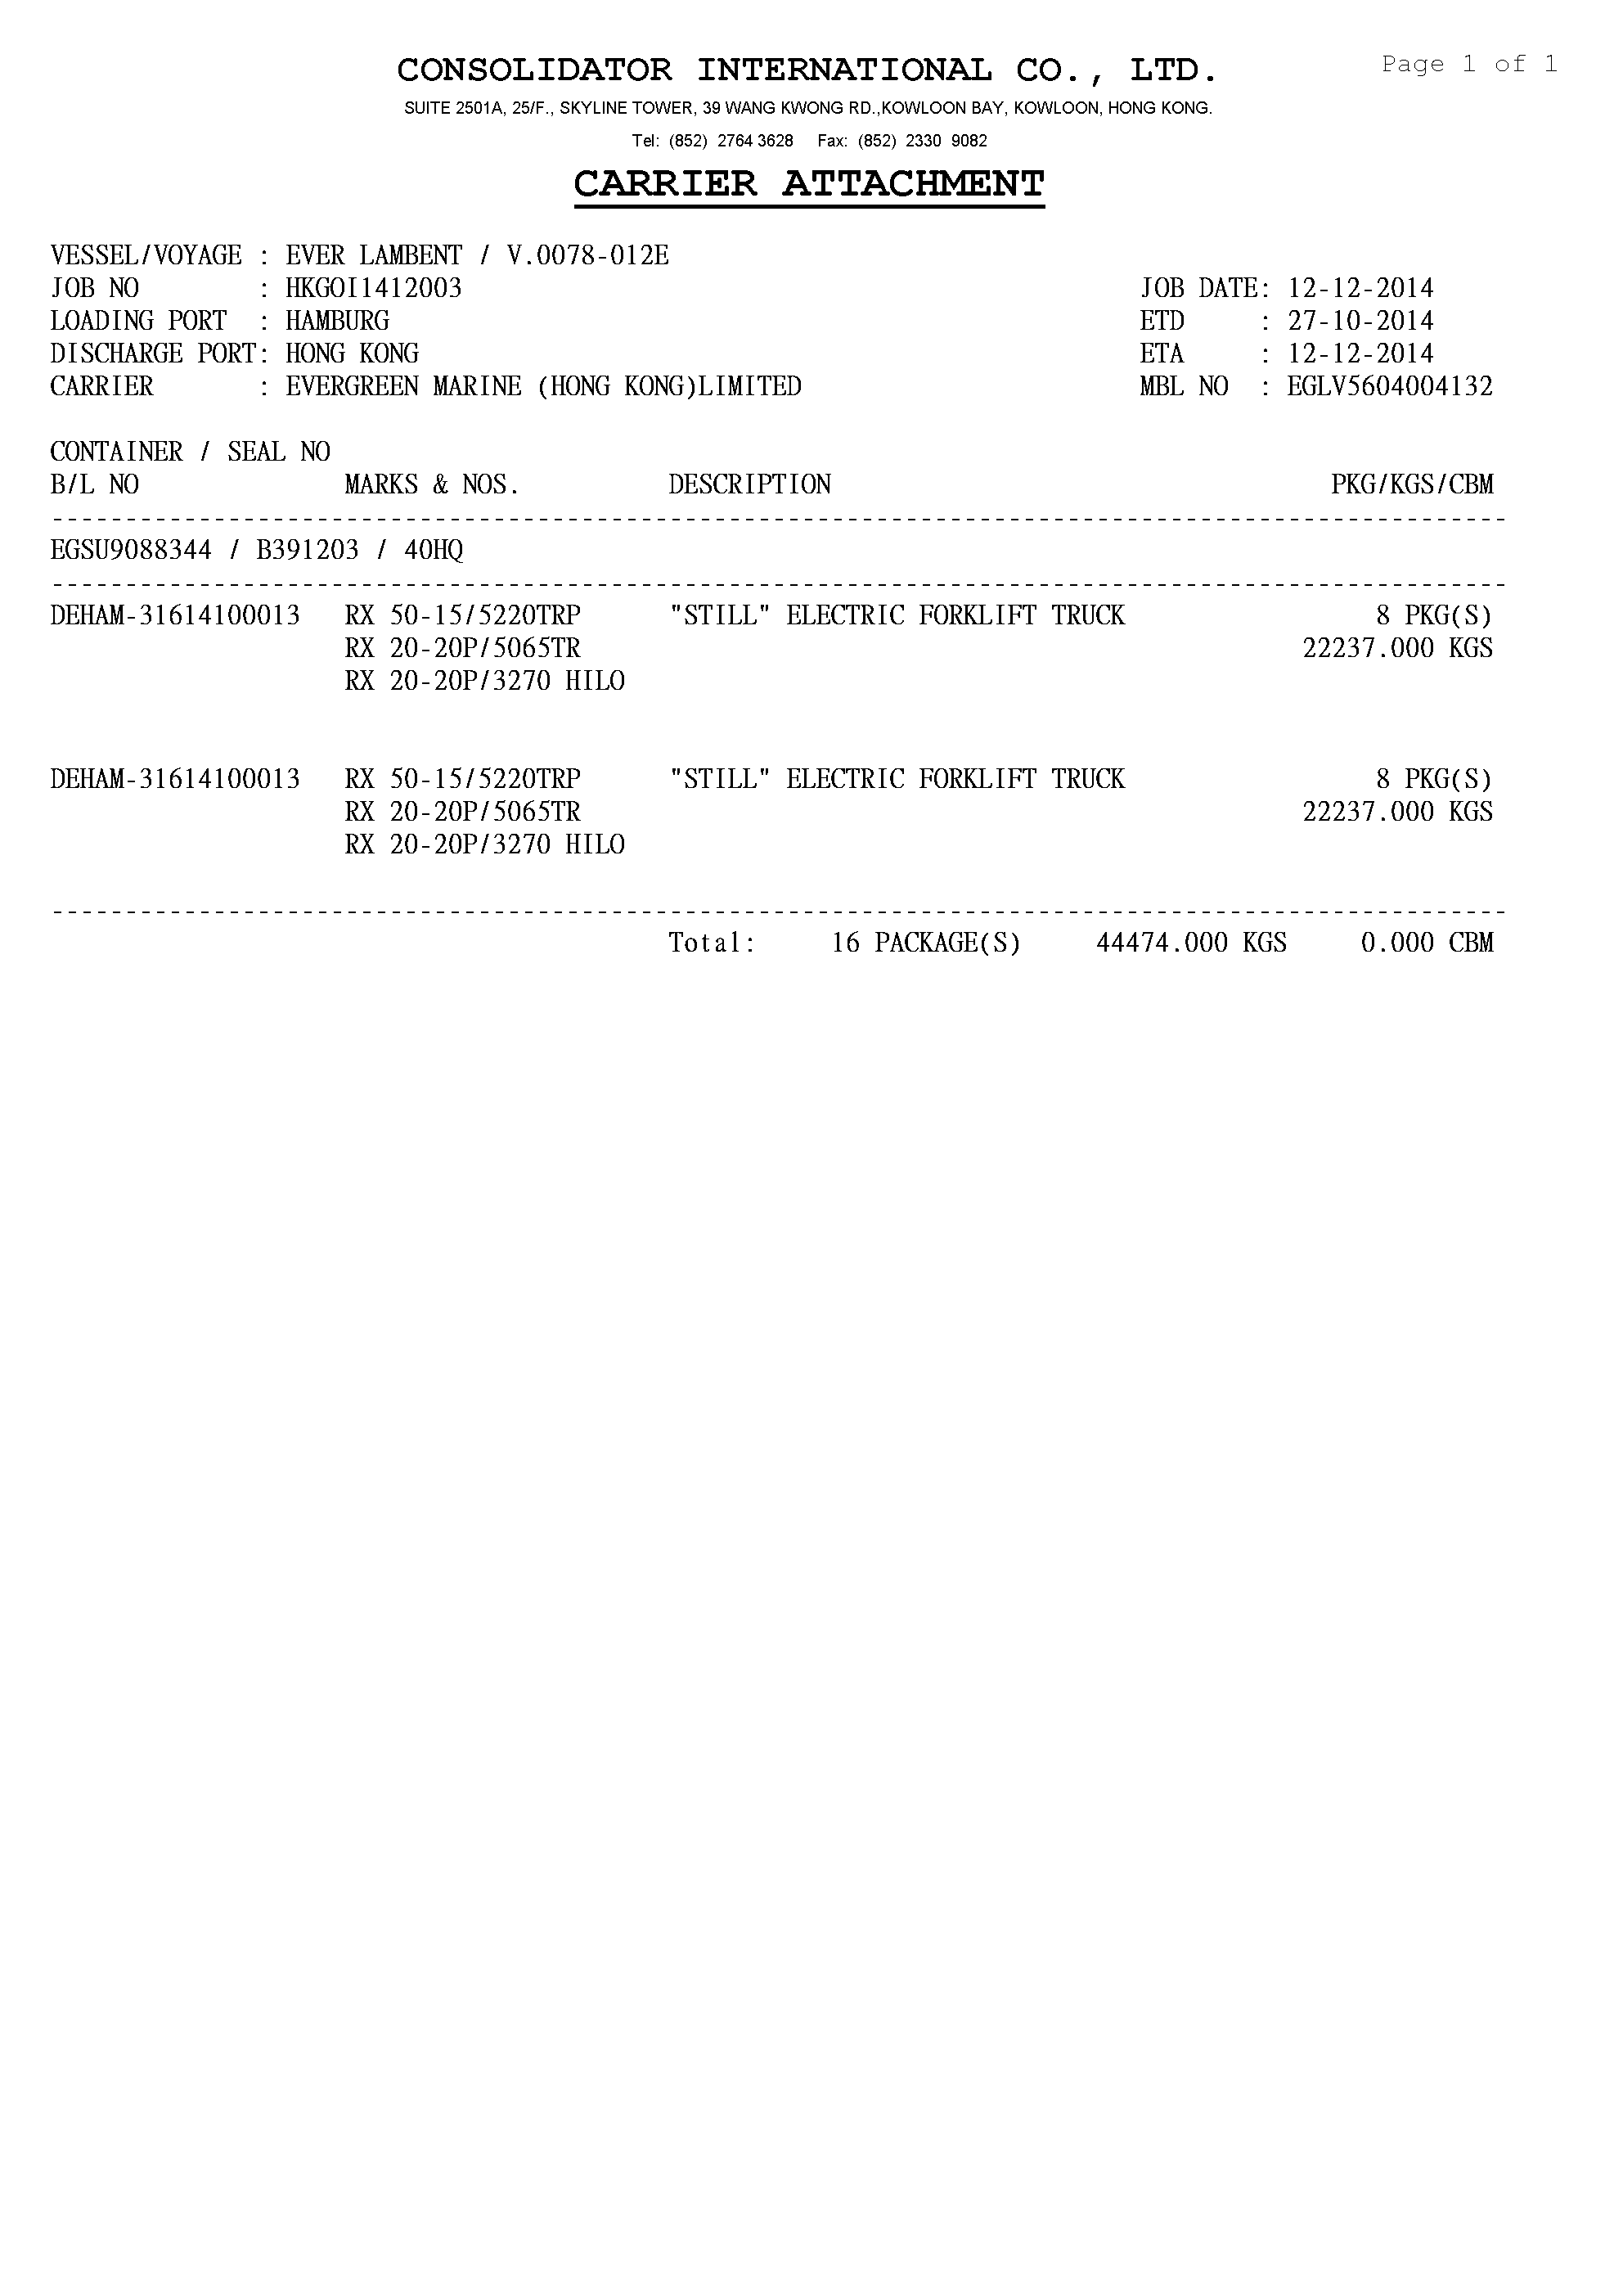 CONSOLIDATOR INTERNATIONAL CO., LTD. Page 1 of 1
SUITE 2501A, 25/F., SKYLINE TOWER, 39 WANG KWONG RD.,KOWLOON BAY, KOWLOON, HONG KONG.
Tel: (852) 2764 3628 Fax: (852) 2330 9082
CARRIER ATTACHMENT
VESSEL/VOYAGE : EVER LAMBENT / V.0078-012E
JOB NO : HKGOI1412003 JOB DATE: 12-12-2014
LOADING PORT : HAMBURG ETD : 27-10-2014
DISCHARGE PORT: HONG KONG ETA : 12-12-2014
CARRIER : EVERGREEN MARINE (HONG KONG)LIMITED MBL NO : EGLV5604004132
CONTAINER / SEAL NO
B/L NO MARKS & NOS. DESCRIPTION PKG/KGS/CBM
EGSU9088344 / B391203 / 40HQ
DEHAM-31614100013 RX 50-15/5220TRP "STILL" ELECTRIC FORKLIFT TRUCK 8 PKG(S)
RX 20-20P/5065TR 22237.000 KGS
RX 20-20P/3270 HILO
DEHAM-31614100013 RX 50-15/5220TRP "STILL" ELECTRIC FORKLIFT TRUCK 8 PKG(S)
RX 20-20P/5065TR 22237.000 KGS
RX 20-20P/3270 HILO
Total: 16 PACKAGE(S) 44474.000 KGS 0.000 CBM